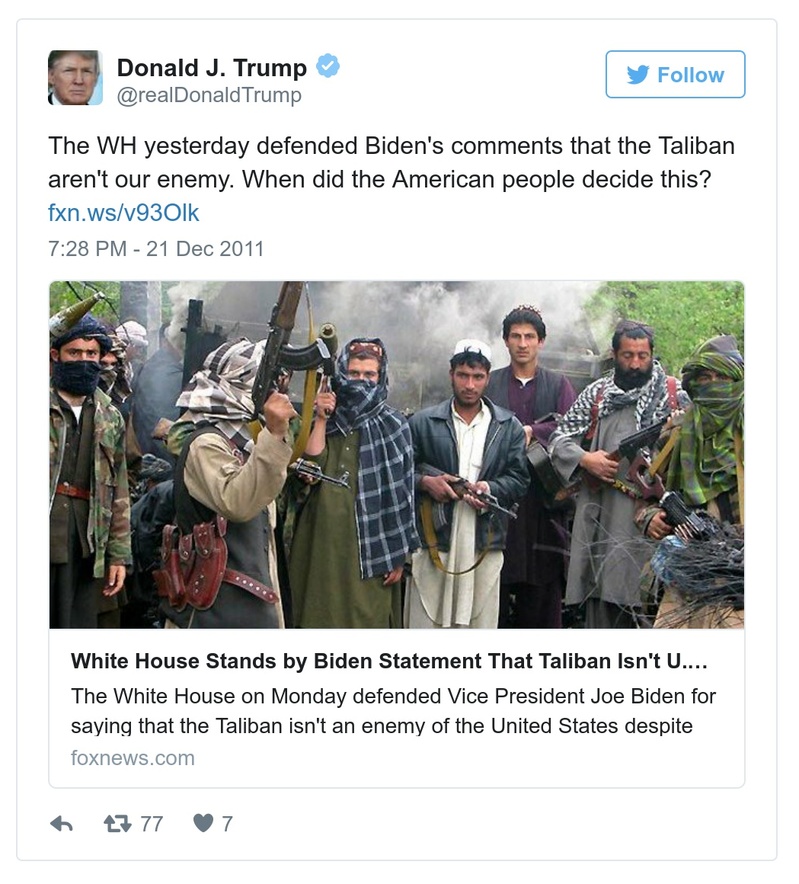 Donald J. Trump
@realDonaldTrump
Follow
The WH yesterday defended Biden's comments that the Taliban
aren't our enemy. When did the American people decide this?
fxn.ws/v93OIk
7:28 PM - 21 Dec 2011
White House Stands by Biden Statement That Taliban Isn't U....
The White House on Monday defended Vice President Joe Biden for
saying that the Taliban isn't an enemy of the United States despite
foxnews.com
77
7